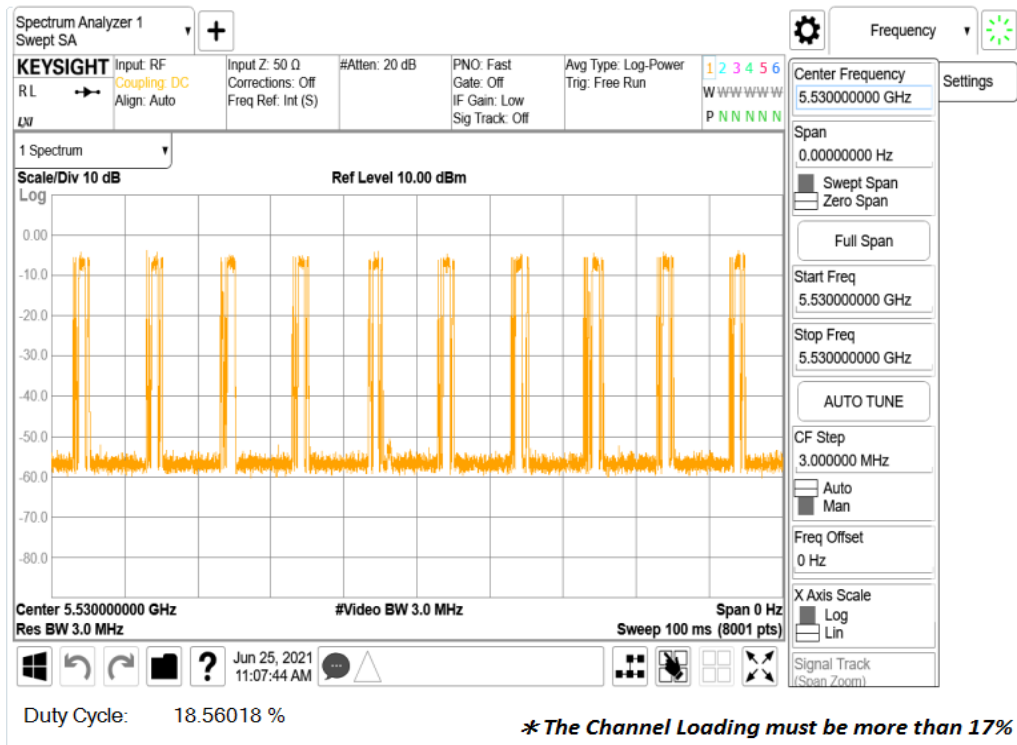 Spectrum Analyzer 1
Swept SA
Frequency
KEYSIGHT
RL
LXI
Input: RF
Coupling: DC
Align: Auto
Input Z: 50 Ω
Corrections: Off
Freq Ref: Int (S)
#Atten: 20 dB
PNO: Fast
Gate: Off
IF Gain: Low
Sig Track: Off
Avg Type: Log-Power
Trig: Free Run
1 2 3 4 5 6
W W W W W W
P N N N N N
Settings
Center Frequency
5.530000000 GHz
Span
0.00000000 Hz
Swept Span
Zero Span
Full Span
Start Freq
5.530000000 GHz
Stop Freq
5.530000000 GHz
AUTO TUNE
CF Step
3.000000 MHz
Auto
Man
Freq Offset
0 Hz
X Axis Scale
Log
Lin
Signal Track
(Span Zoom)
1 Spectrum
Scale/Div 10 dB
Ref Level 10.00 dBm
Log
0.00
-10.0
-20.0
-30.0
-40.0
-50.0
-60.0
-70.0
-80.0
Center 5.530000000 GHz
#Video BW 3.0 MHz
Span 0 Hz
Res BW 3.0 MHz
Sweep 100 ms (8001 pts)
?
Jun 25, 2021
11:07:44 AM
Duty Cycle: 18.56018 %
* The Channel Loading must be more than 17%